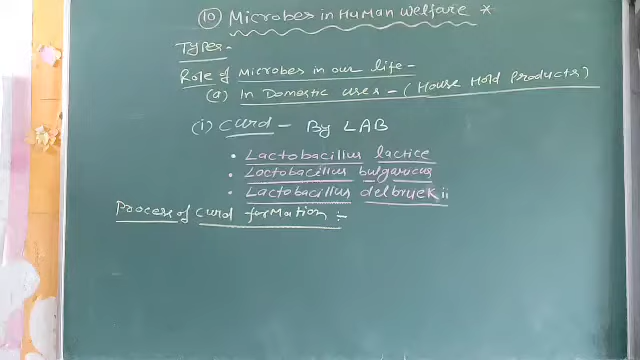 ⑩ Microbes in Human Welfare *
Types-
Role of Microbes in our life -
(a) In Domestic uses - (House Hold Products)
(i) Curd - By LAB
• Lactobacillus lactice
• Lactobacillus bulgaricus
• Lactobacillus delbryekii
Process of curd formation :-